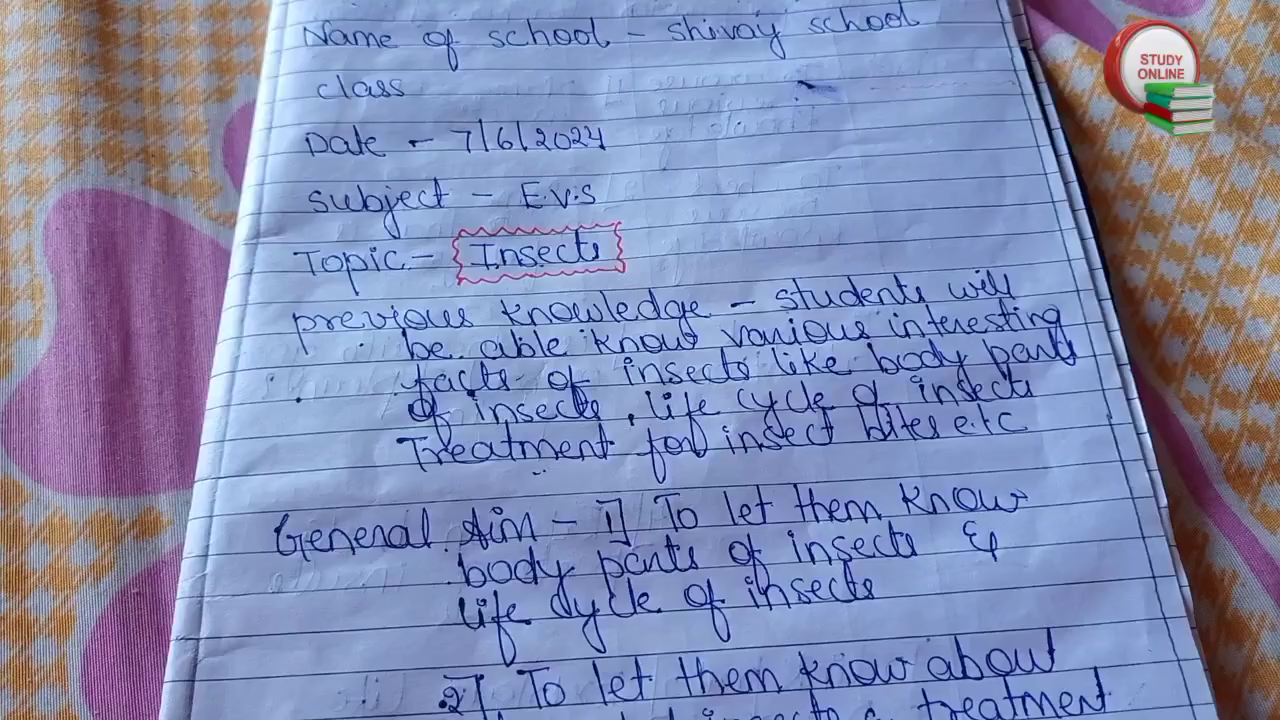 Name of school - shivay school
class
Date - 7/6/2024
Subject - E.V.S
Topic - Insects
previous knowledge - students will
be able know various interesting
facts of insects like body parts
of insects, life cycle of insects
Treatment for insect bites e.t.c
General Aim - 1] To let them know
body parts of insects &
life cycle of insects
2] To let them know about
insects & treatment
STUDY
ONLINE